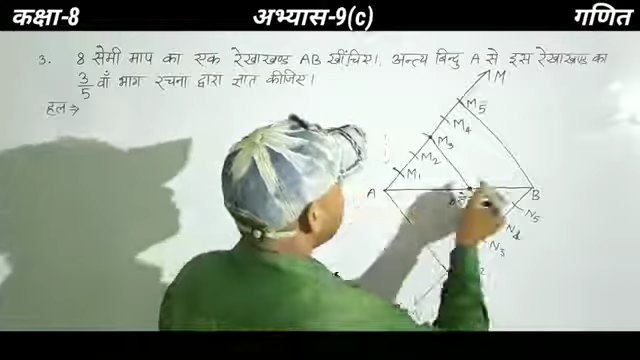 कक्षा-8 अभ्यास-9(c) गणित
3. 8 सेमी माप का एक रेखाखण्ड AB खींचिए। अन्त्य बिन्दु A से इस रेखाखण्ड का
3/5 वाँ भाग रचना द्वारा ज्ञात कीजिए।
हल ⇒
M
M5
M4
M3
M2
M1
A
B
N5
N4
N3
2